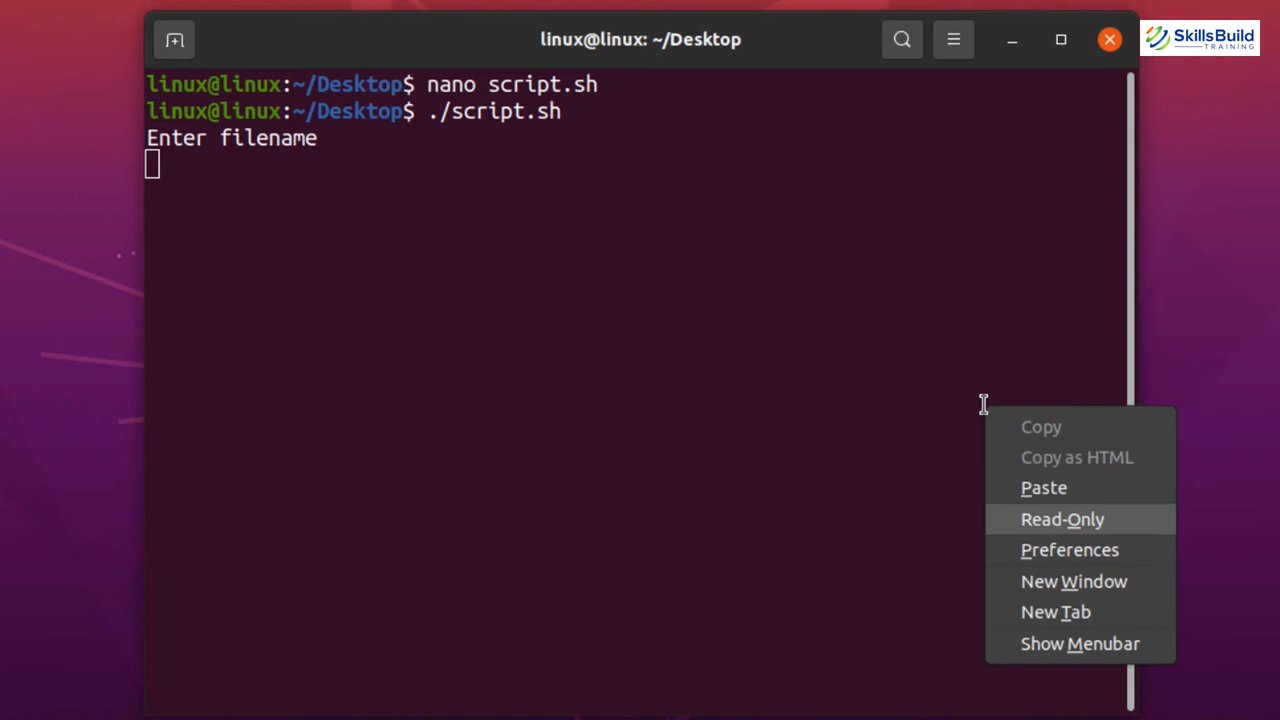 linux@linux: ~/Desktop
SkillsBuild
TRAINING
linux@linux:~/Desktop$ nano script.sh
linux@linux:~/Desktop$ ./script.sh
Enter filename
Copy
Copy as HTML
Paste
Read-Only
Preferences
New Window
New Tab
Show Menubar